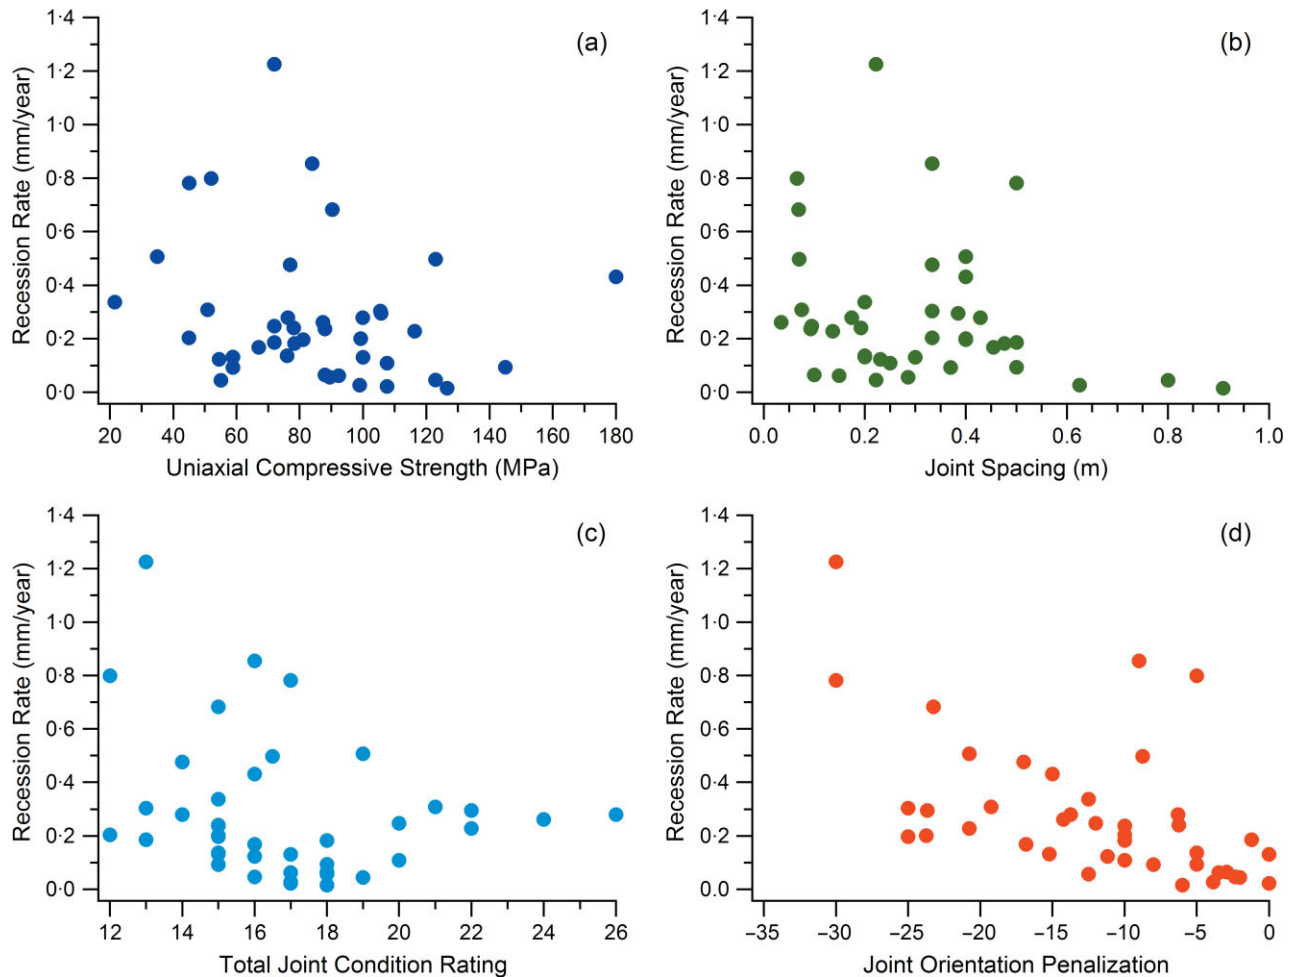 (a)
Recession Rate (mm/year)
1·4
1·2
1·0
0·8
0·6
0·4
0·2
0·0
20 40 60 80 100 120 140 160 180
Uniaxial Compressive Strength (MPa)
(b)
Recession Rate (mm/year)
1·4
1·2
1·0
0·8
0·6
0·4
0·2
0·0
0.0 0.2 0.4 0.6 0.8 1.0
Joint Spacing (m)
(c)
Recession Rate (mm/year)
1·4
1·2
1·0
0·8
0·6
0·4
0·2
0·0
12 14 16 18 20 22 24 26
Total Joint Condition Rating
(d)
Recession Rate (mm/year)
1·4
1·2
1·0
0·8
0·6
0·4
0·2
0·0
−35 −30 −25 −20 −15 −10 −5 0
Joint Orientation Penalization